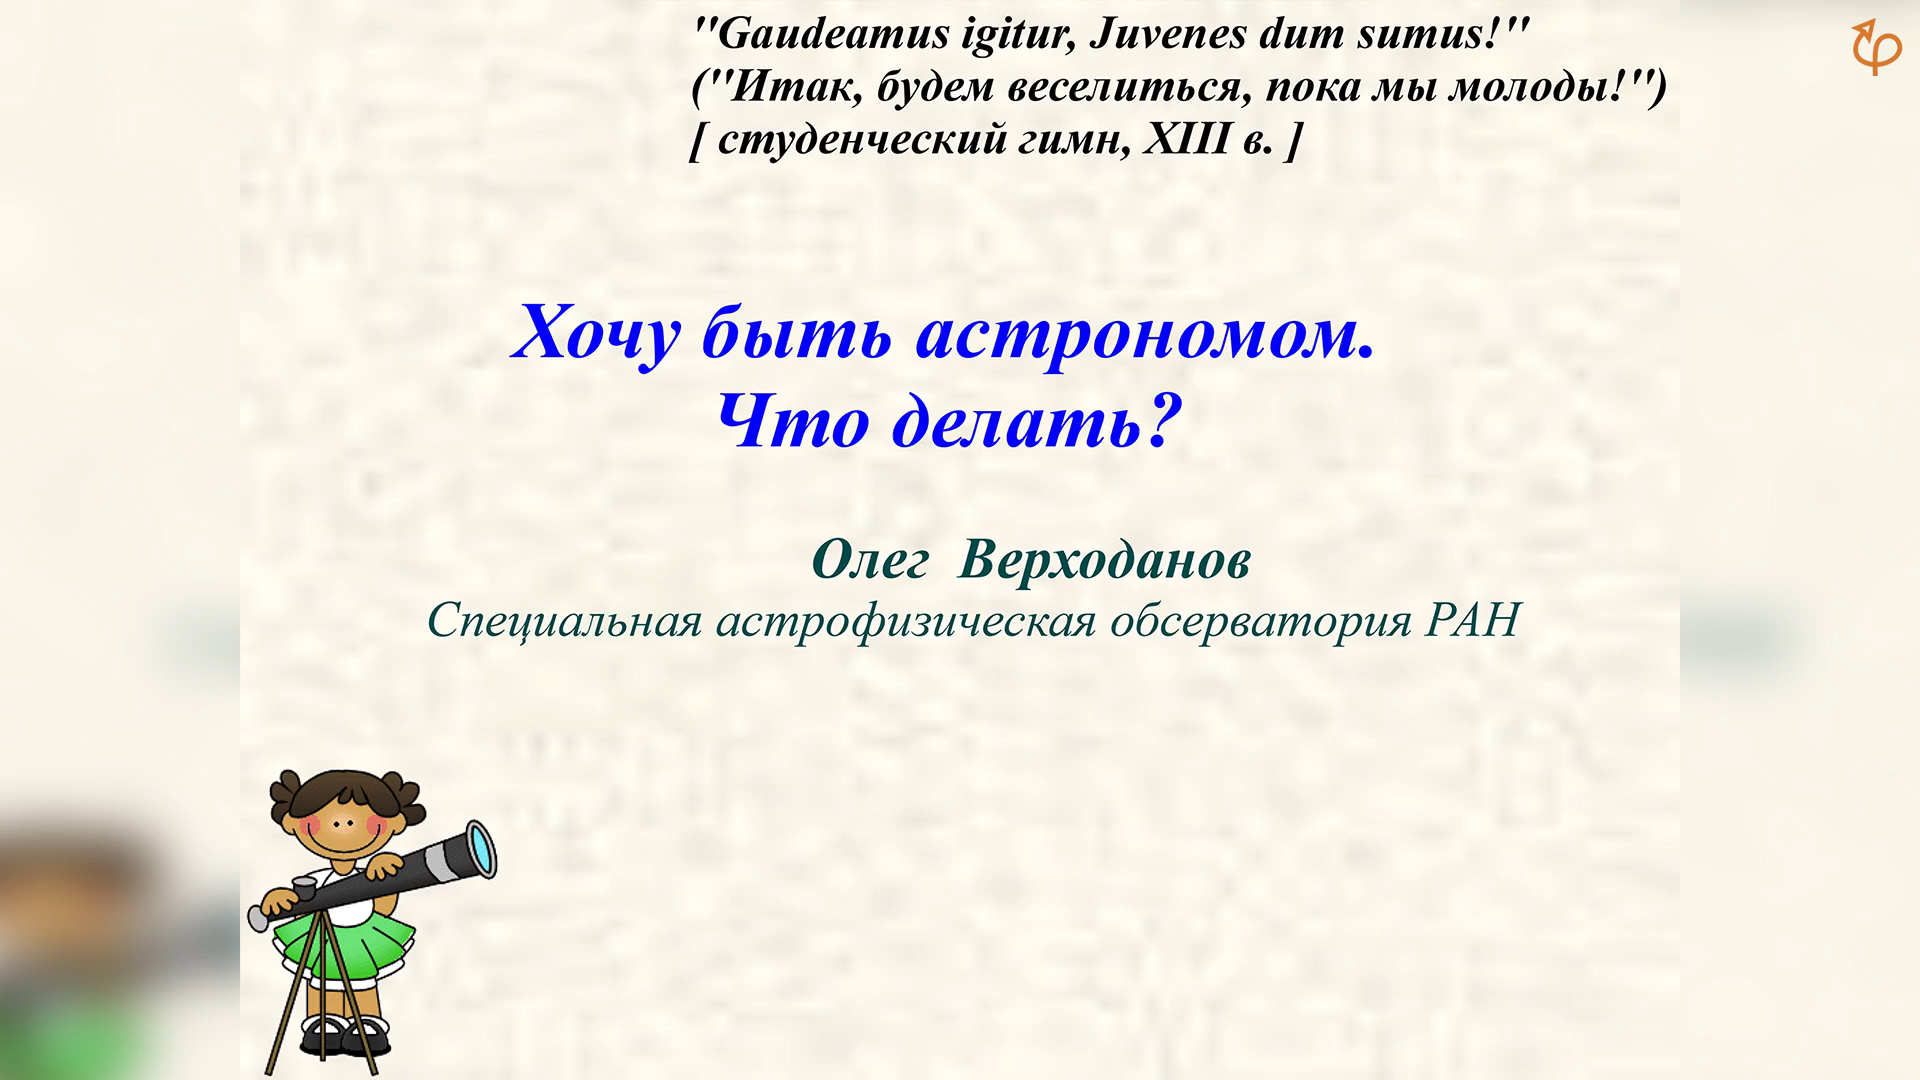 "Gaudeamus igitur, Juvenes dum sumus!"
("Итак, будем веселиться, пока мы молоды!")
[ студенческий гимн, XIII в. ]
Хочу быть астрономом.
Что делать?
Олег Верходанов
Специальная астрофизическая обсерватория РАН